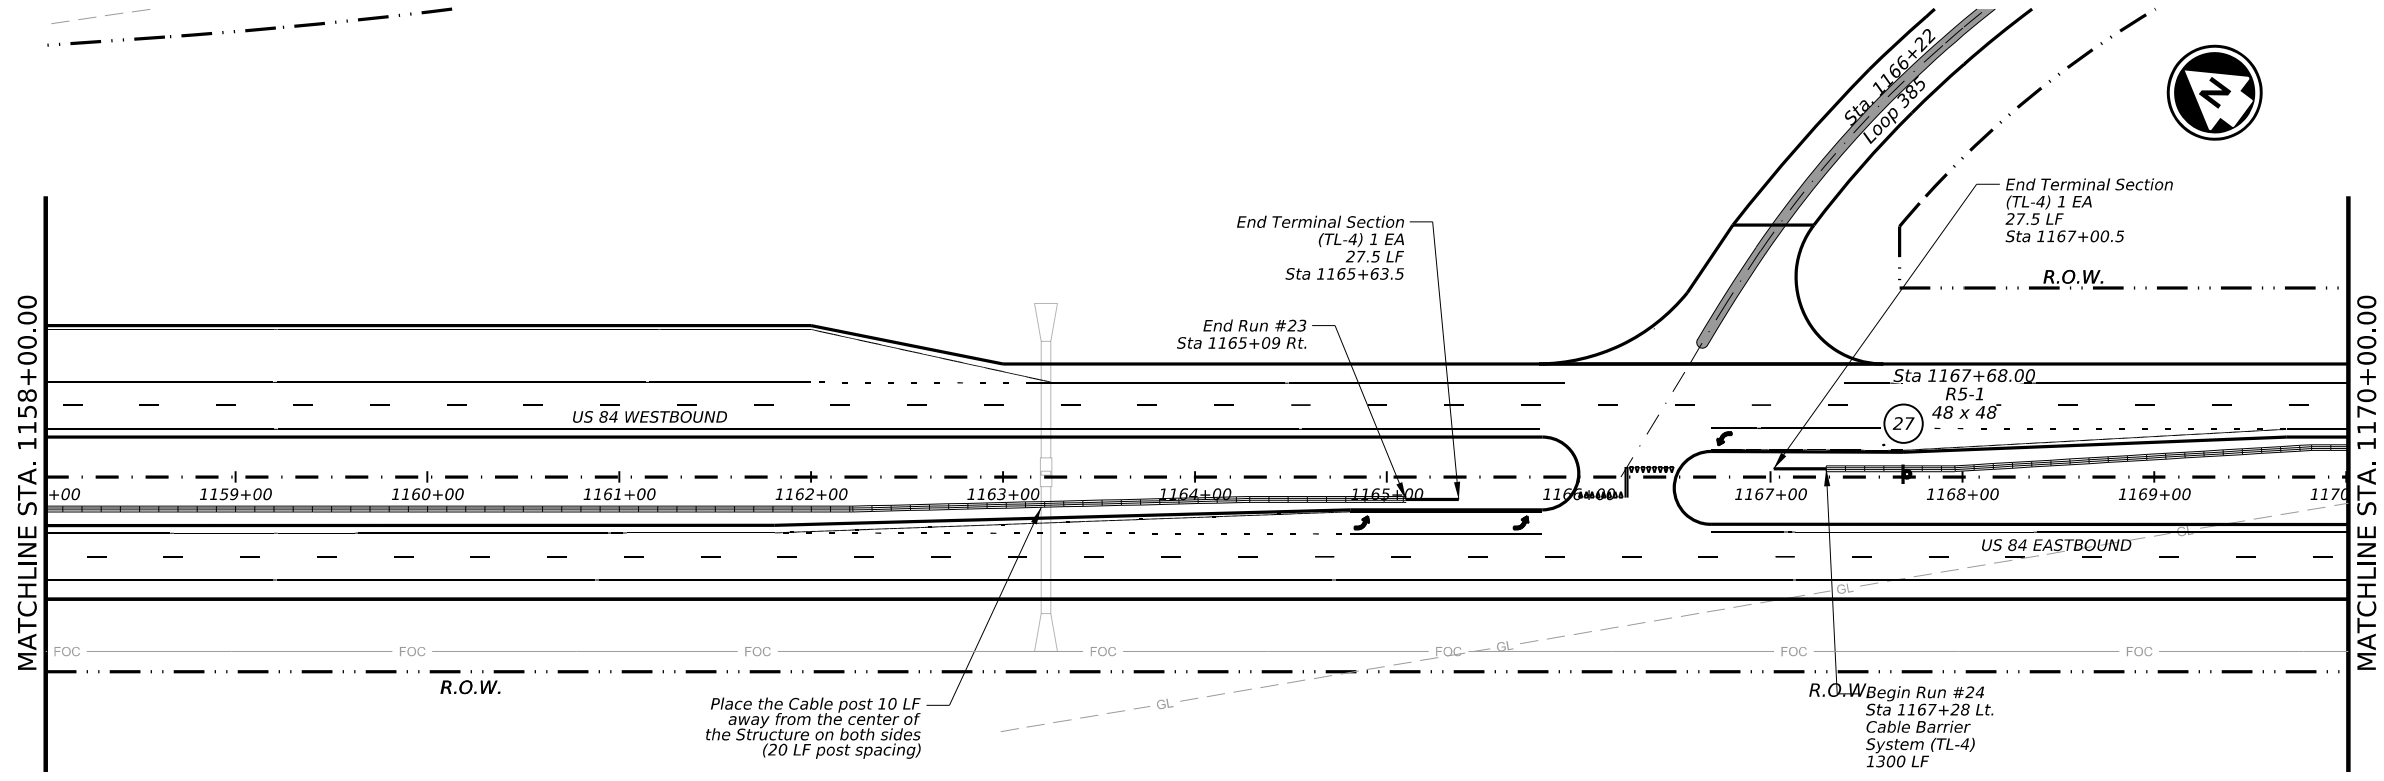 Sta. 1166+22
Loop 385
N
End Terminal Section
(TL-4) 1 EA
27.5 LF
Sta 1167+00.5
End Terminal Section
(TL-4) 1 EA
27.5 LF
Sta 1165+63.5
R.O.W.
End Run #23
Sta 1165+09 Rt.
MATCHLINE STA. 1158+00.00
MATCHLINE STA. 1170+00.00
Sta 1167+68.00
R5-1
48 x 48
27
US 84 WESTBOUND
+00
1159+00
1160+00
1161+00
1162+00
1163+00
1164+00
1165+00
1166+00
1167+00
1168+00
1169+00
1170
US 84 EASTBOUND
GL
GL
GL
GL
FOC
FOC
FOC
FOC
FOC
FOC
FOC
R.O.W.
R.O.W
Place the Cable post 10 LF
away from the center of
the Structure on both sides
(20 LF post spacing)
Begin Run #24
Sta 1167+28 Lt.
Cable Barrier
System (TL-4)
1300 LF